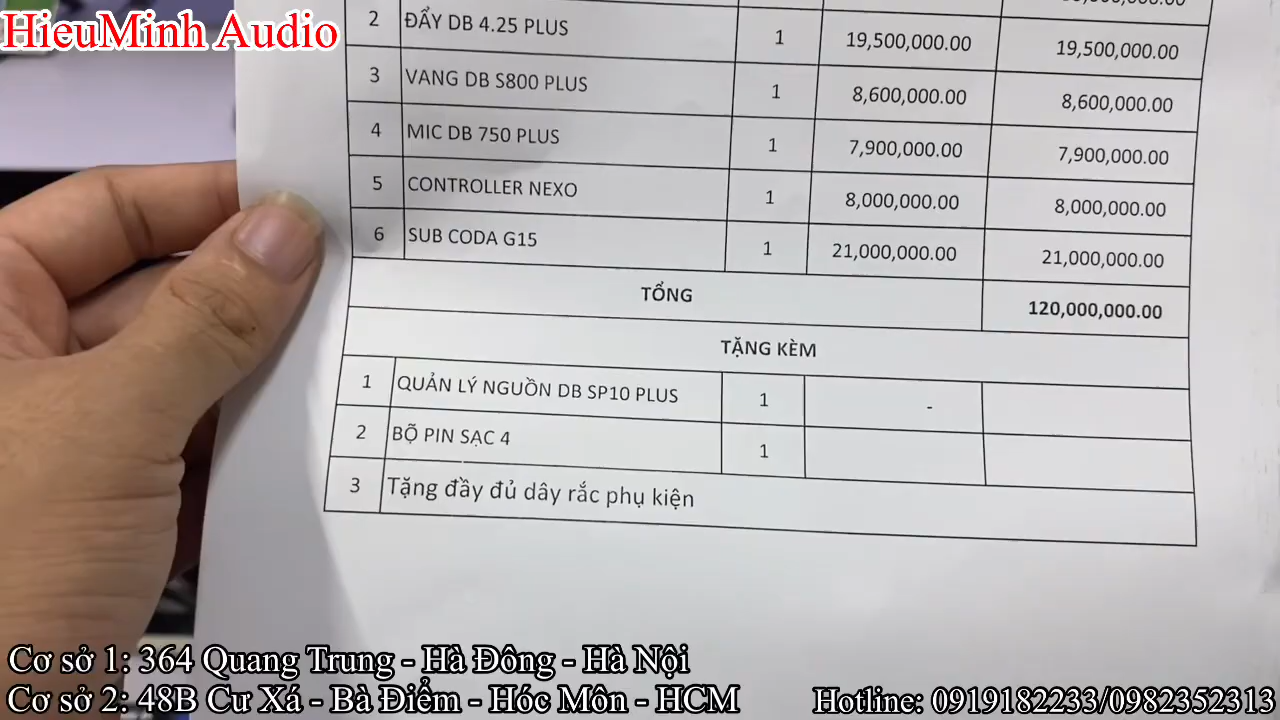 HieuMinh Audio
2 ĐẨY DB 4.25 PLUS 1 19,500,000.00 19,500,000.00
3 VANG DB S800 PLUS 1 8,600,000.00 8,600,000.00
4 MIC DB 750 PLUS 1 7,900,000.00 7,900,000.00
5 CONTROLLER NEXO 1 8,000,000.00 8,000,000.00
6 SUB CODA G15 1 21,000,000.00 21,000,000.00
TỔNG 120,000,000.00
TẶNG KÈM
1 QUẢN LÝ NGUỒN DB SP10 PLUS 1 -
2 BỘ PIN SẠC 4 1
3 Tặng đầy đủ dây rắc phụ kiện
Cơ sở 1: 364 Quang Trung - Hà Đông - Hà Nội
Cơ sở 2: 48B Cư Xá - Bà Điểm - Hóc Môn - HCM
Hotline: 0919182233/0982352313